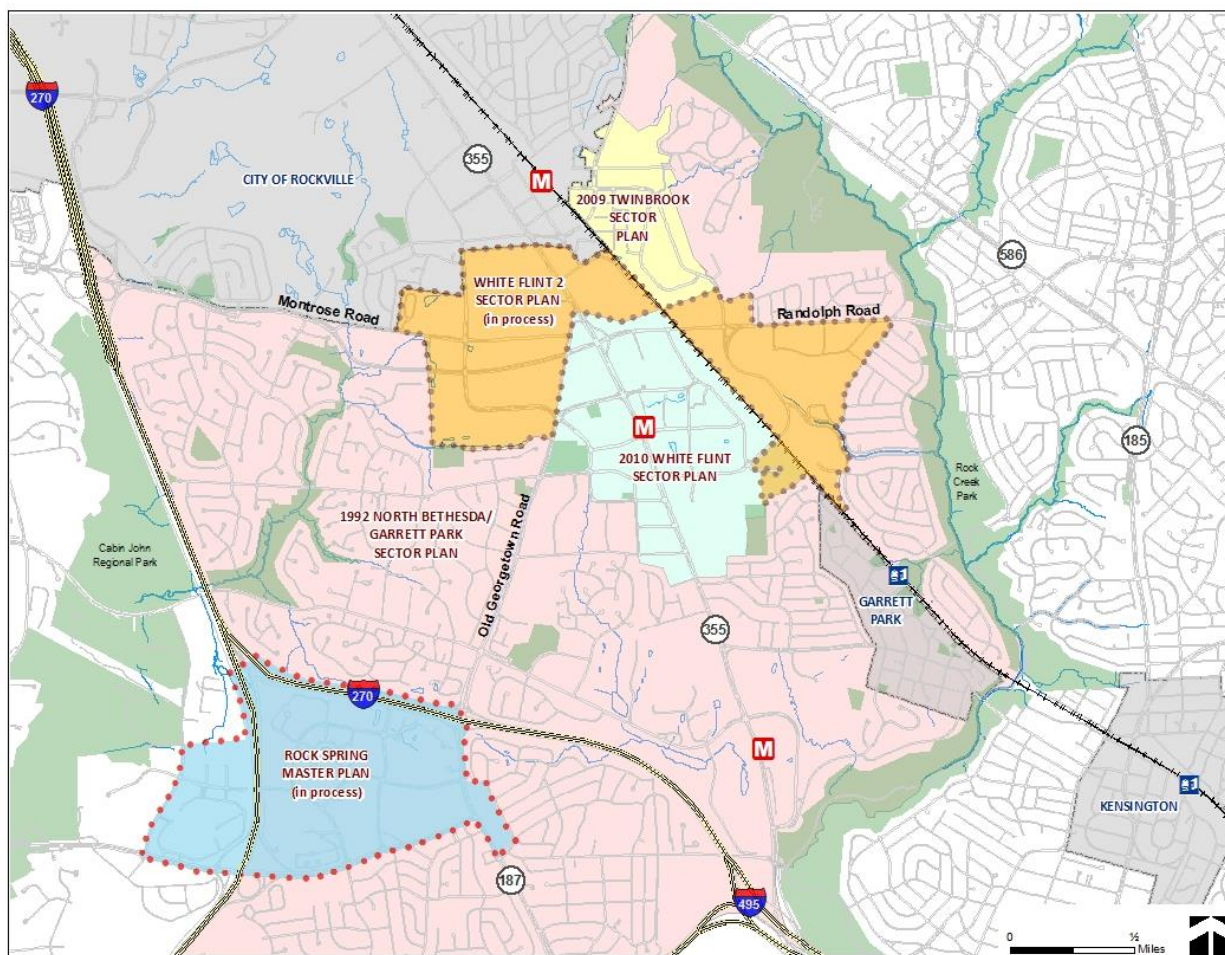 270
355
M
CITY OF ROCKVILLE
2009 TWINBROOK
SECTOR
PLAN
586
WHITE FLINT 2
SECTOR PLAN
(in process)
Montrose Road
Randolph Road
M
185
2010 WHITE FLINT
SECTOR PLAN
Rock
Creek
Park
1992 NORTH BETHESDA/
GARRETT PARK
SECTOR PLAN
Cabin John
Regional Park
Old Georgetown Road
GARRETT
PARK
355
270
M
ROCK SPRING
MASTER PLAN
(in process)
KENSINGTON
187
495
0
½
Miles